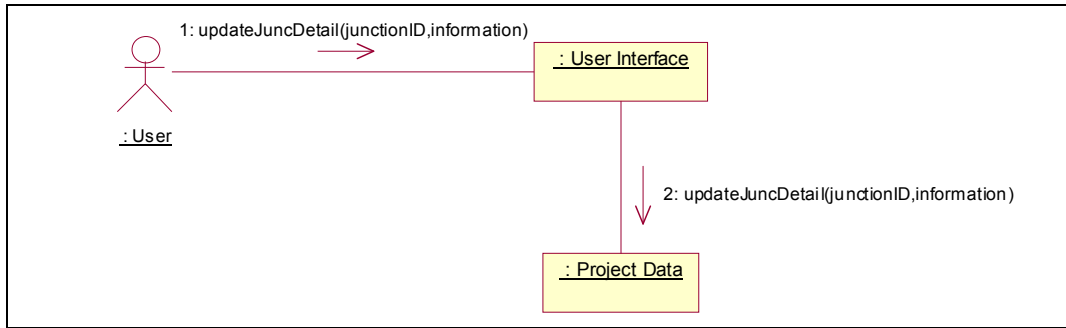 1: updateJuncDetail(junctionID,information)
: User Interface
: User
2: updateJuncDetail(junctionID,information)
: Project Data